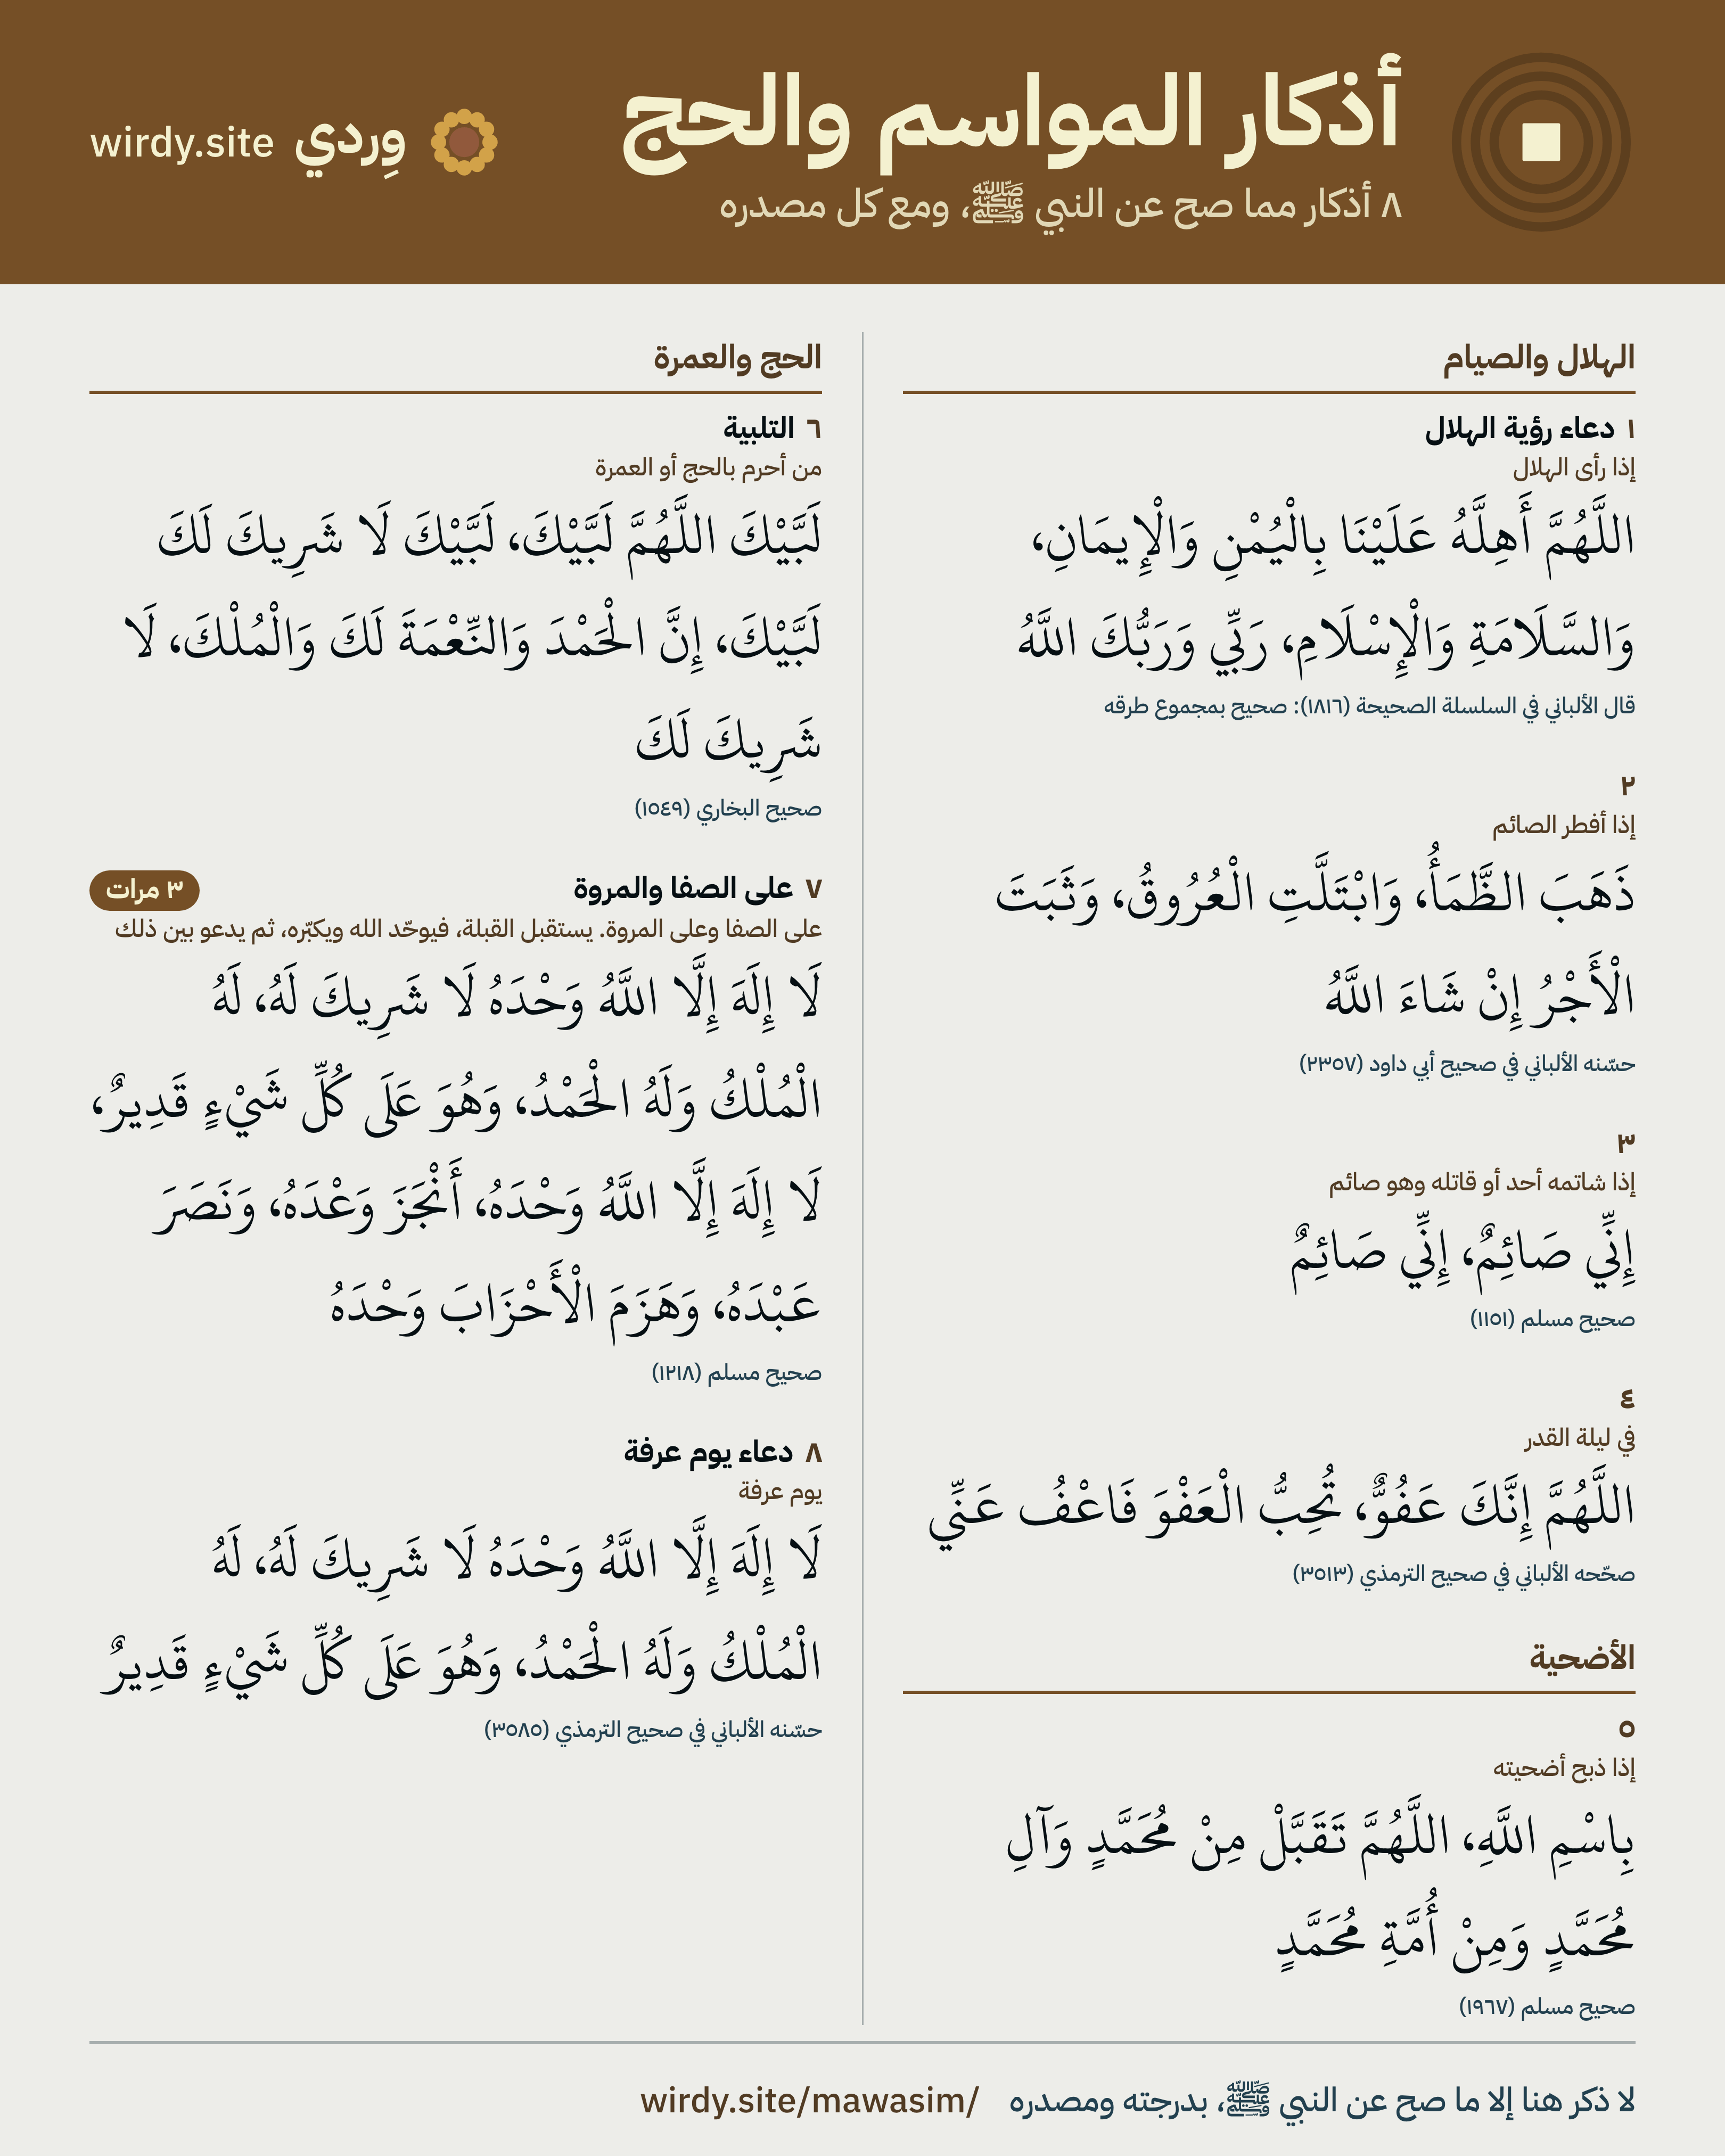 أذكار المواسم والحج
٨ أذكار مما صح عن النبي ﷺ، ومع كل مصدره
وِردي wirdy.site
الهلال والصيام
١ دعاء رؤية الهلال
إذا رأى الهلال
اللَّهُمَّ أَهِلَّهُ عَلَيْنَا بِالْيُمْنِ وَالْإِيمَانِ،
وَالسَّلَامَةِ وَالْإِسْلَامِ، رَبِّي وَرَبُّكَ اللَّهُ
قال الألباني في السلسلة الصحيحة (١٨١٦): صحيح بمجموع طرقه
٢
إذا أفطر الصائم
ذَهَبَ الظَّمَأُ، وَابْتَلَّتِ الْعُرُوقُ، وَثَبَتَ
الْأَجْرُ إِنْ شَاءَ اللَّهُ
حسّنه الألباني في صحيح أبي داود (٢٣٥٧)
٣
إذا شاتمه أحد أو قاتله وهو صائم
إِنِّي صَائِمٌ، إِنِّي صَائِمٌ
صحيح مسلم (١١٥١)
٤
في ليلة القدر
اللَّهُمَّ إِنَّكَ عَفُوٌّ، تُحِبُّ الْعَفْوَ فَاعْفُ عَنِّي
صحّحه الألباني في صحيح الترمذي (٣٥١٣)
الأضحية
٥
إذا ذبح أضحيته
بِاسْمِ اللَّهِ، اللَّهُمَّ تَقَبَّلْ مِنْ مُحَمَّدٍ وَآلِ
مُحَمَّدٍ وَمِنْ أُمَّةِ مُحَمَّدٍ
صحيح مسلم (١٩٦٧)
الحج والعمرة
٦ التلبية
من أحرم بالحج أو العمرة
لَبَّيْكَ اللَّهُمَّ لَبَّيْكَ، لَبَّيْكَ لَا شَرِيكَ لَكَ
لَبَّيْكَ، إِنَّ الْحَمْدَ وَالنِّعْمَةَ لَكَ وَالْمُلْكَ، لَا
شَرِيكَ لَكَ
صحيح البخاري (١٥٤٩)
٧ على الصفا والمروة
٣ مرات
على الصفا وعلى المروة. يستقبل القبلة، فيوحّد الله ويكبّره، ثم يدعو بين ذلك
لَا إِلَهَ إِلَّا اللَّهُ وَحْدَهُ لَا شَرِيكَ لَهُ، لَهُ
الْمُلْكُ وَلَهُ الْحَمْدُ، وَهُوَ عَلَى كُلِّ شَيْءٍ قَدِيرٌ،
لَا إِلَهَ إِلَّا اللَّهُ وَحْدَهُ، أَنْجَزَ وَعْدَهُ، وَنَصَرَ
عَبْدَهُ، وَهَزَمَ الْأَحْزَابَ وَحْدَهُ
صحيح مسلم (١٢١٨)
٨ دعاء يوم عرفة
يوم عرفة
لَا إِلَهَ إِلَّا اللَّهُ وَحْدَهُ لَا شَرِيكَ لَهُ، لَهُ
الْمُلْكُ وَلَهُ الْحَمْدُ، وَهُوَ عَلَى كُلِّ شَيْءٍ قَدِيرٌ
حسّنه الألباني في صحيح الترمذي (٣٥٨٥)
لا ذكر هنا إلا ما صح عن النبي ﷺ، بدرجته ومصدره wirdy.site/mawasim/